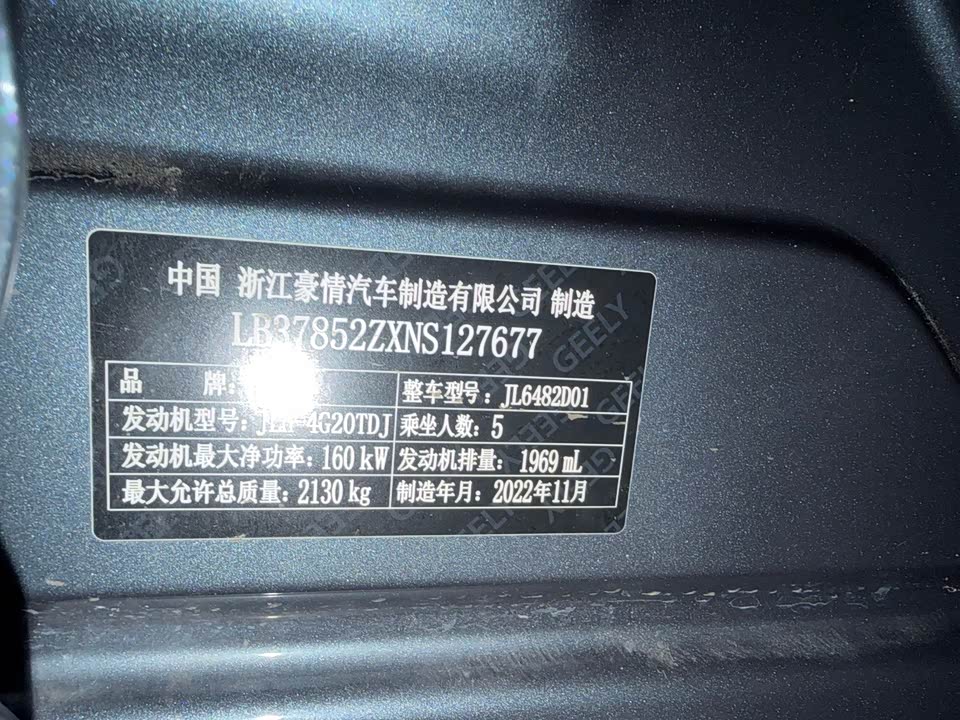 中国 浙江豪情汽车制造有限公司 制造
LB37852ZXNS127677
品 牌:
整车型号: JL6482D01
发动机型号: 4G20TDJ
乘坐人数: 5
发动机最大净功率: 160 kW
发动机排量: 1969 mL
最大允许总质量: 2130 kg
制造年月: 2022年11月
GEELY